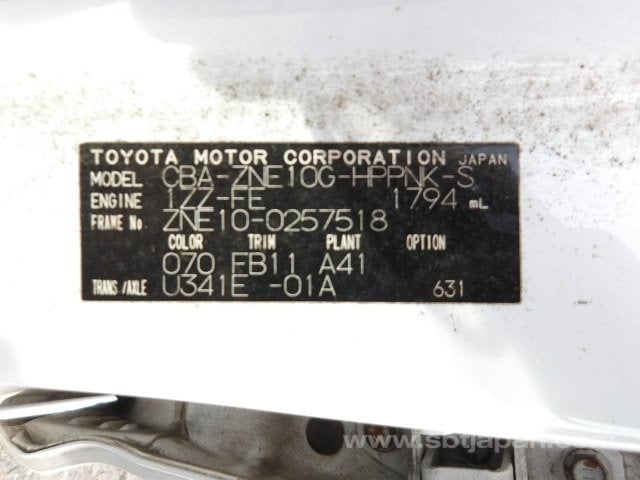 TOYOTA MOTOR CORPORATION JAPAN
MODEL CBA-ZNE10G-HPPNK-S
ENGINE 1ZZ-FE 1794 mL
FRAME No. ZNE10-0257518
COLOR TRIM PLANT OPTION
070 FB11 A41
TRANS./AXLE U341E -01A 631
www.sbtjapan.com